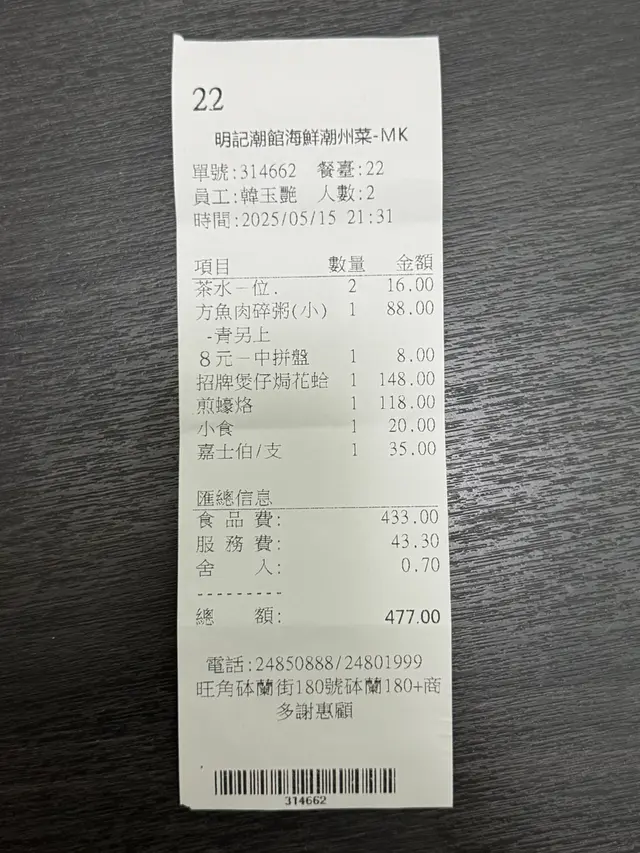 22
明記潮館海鮮潮州菜-MK
單號:314662 餐臺:22
員工:韓玉艷 人數:2
時間:2025/05/15 21:31
項目 數量 金額
茶水一位. 2 16.00
方魚肉碎粥(小) 1 88.00
-青另上
8元一中拼盤 1 8.00
招牌煲仔焗花蛤 1 148.00
煎蠔烙 1 118.00
小食 1 20.00
嘉士伯/支 1 35.00
匯總信息
食品費: 433.00
服務費: 43.30
舍入: 0.70
---------
總額: 477.00
電話:24850888/24801999
旺角砵蘭街180號砵蘭180+商
多謝惠顧
314662